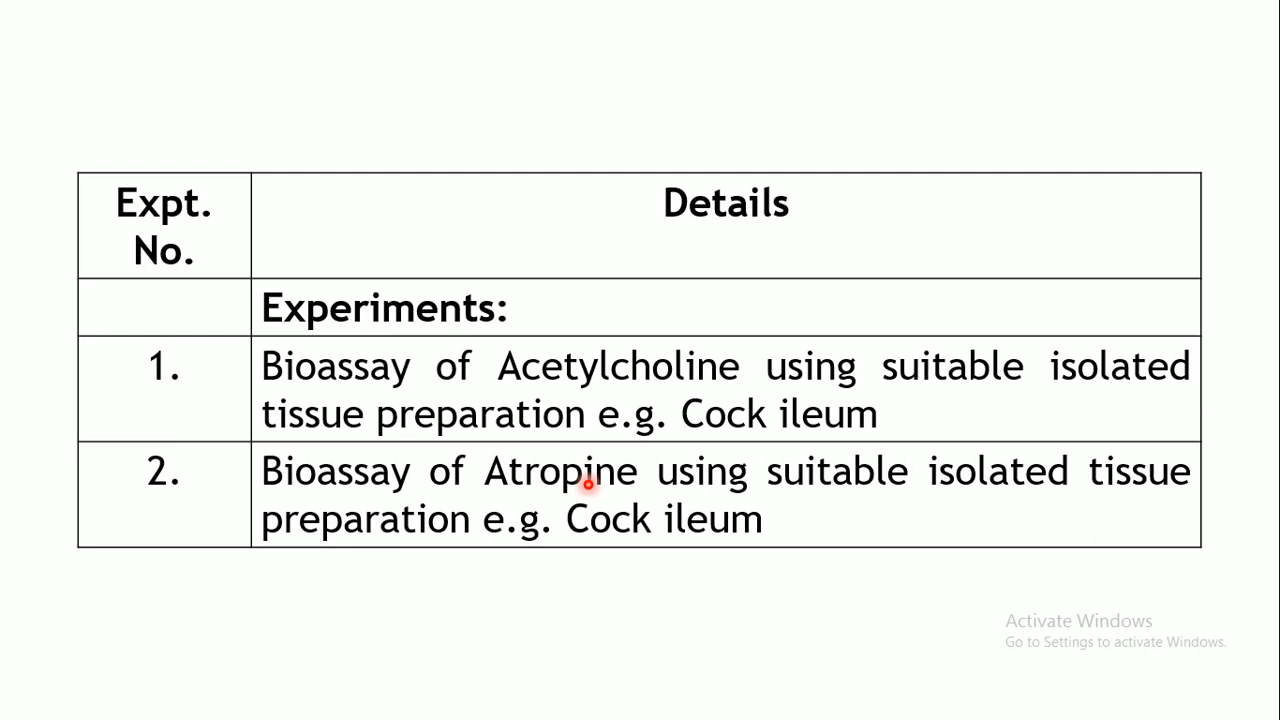 Expt.
No.
Details
Experiments:
1.
Bioassay of Acetylcholine using suitable isolated
tissue preparation e.g. Cock ileum
2.
Bioassay of Atropine using suitable isolated tissue
preparation e.g. Cock ileum
Activate Windows
Go to Settings to activate Windows.